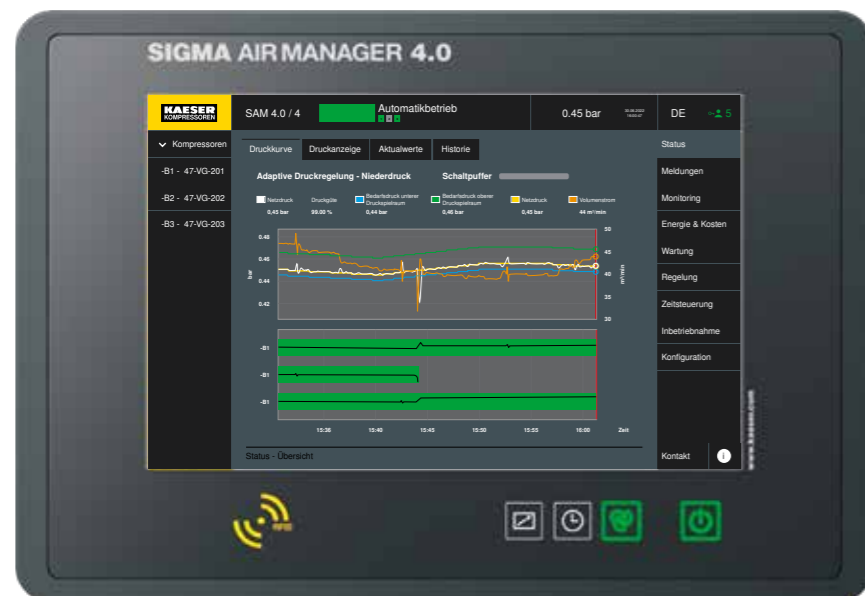 SIGMA AIR MANAGER 4.0
KAESER
KOMPRESSOREN
SAM 4.0 / 4
Automatikbetrieb
0.45 bar
DE
5
Kompressoren
-B1 - 47-VG-201
-B2 - 47-VG-202
-B3 - 47-VG-203
Druckkurve
Druckanzeige
Aktualwerte
Historie
Adaptive Druckregelung - Niederdruck
Schaltpuffer
Netzdruck
0,45 bar
Druckgüte
99.00 %
Bedarfsdruck unterer
Druckspielraum
0,44 bar
Bedarfsdruck oberer
Druckspielraum
0,46 bar
Netzdruck
0,45 bar
Volumenstrom
44 m³/min
bar
0.48
0.46
0.44
0.42
50
45
40
35
30
m³/min
-B1
-B1
-B1
15:36
15:40
15:45
15:50
15:55
16:00
Zeit
Status - Übersicht
Status
Meldungen
Monitoring
Energie & Kosten
Wartung
Regelung
Zeitsteuerung
Inbetriebnahme
Konfiguration
Kontakt
i
www.kaeser.com
RFID